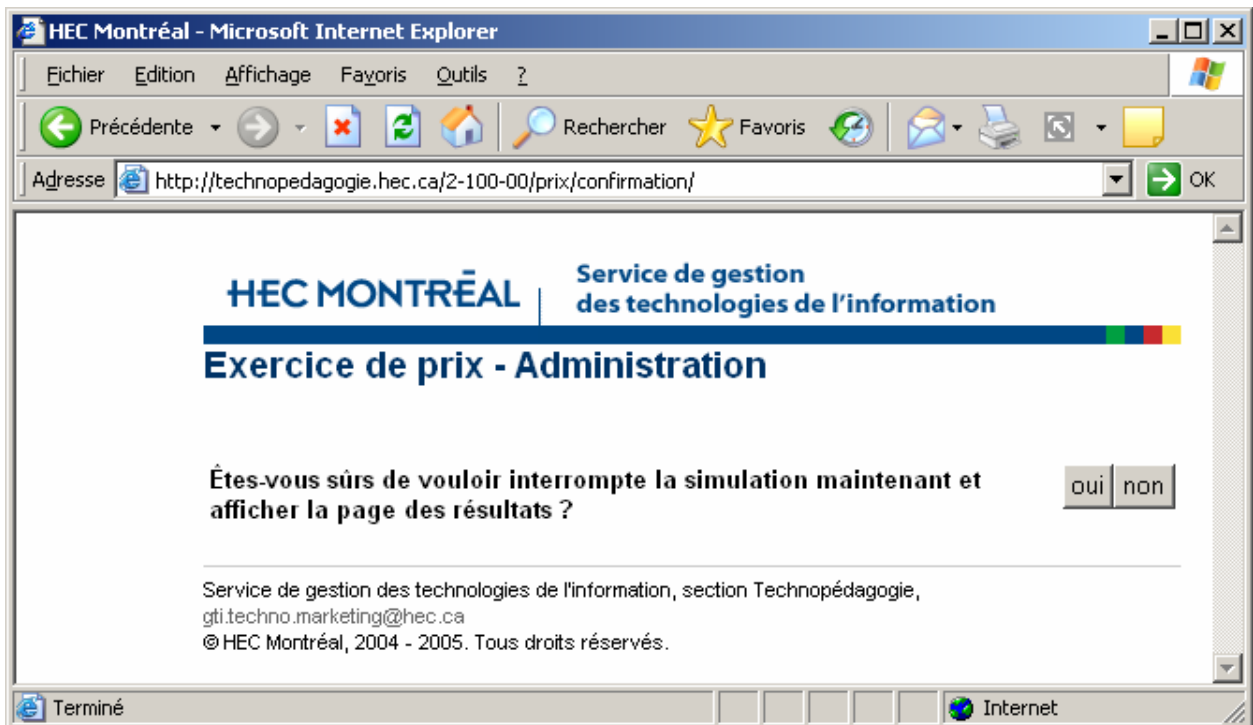 HEC Montréal - Microsoft Internet Explorer
Fichier Edition Affichage Favoris Outils ?
Précédente Rechercher Favoris
Adresse http://technopedagogie.hec.ca/2-100-00/prix/confirmation/ OK
HEC MONTRÉAL
Service de gestion
des technologies de l'information
Exercice de prix - Administration
Êtes-vous sûrs de vouloir interrompte la simulation maintenant et
afficher la page des résultats ?
oui non
Service de gestion des technologies de l'information, section Technopédagogie,
gti.techno.marketing@hec.ca
© HEC Montréal, 2004 - 2005. Tous droits réservés.
Terminé Internet